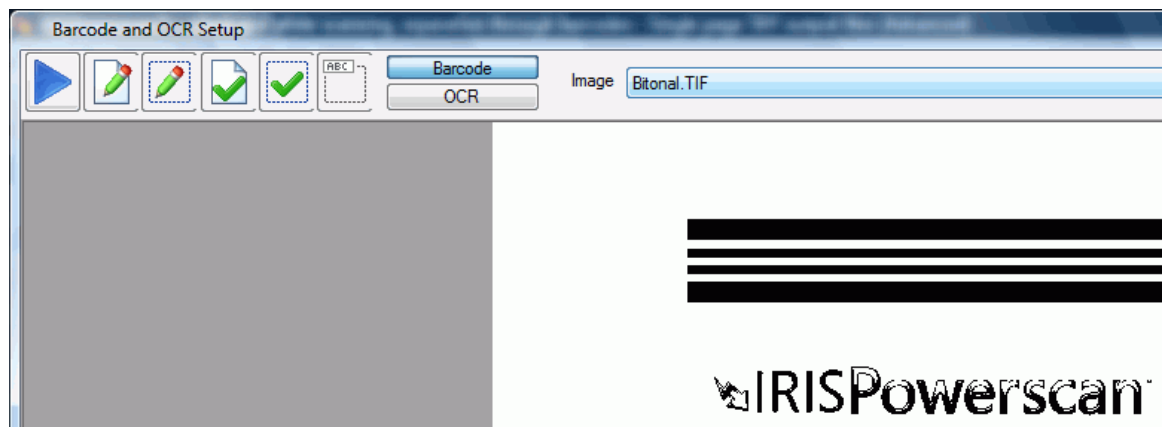 Barcode and OCR Setup
ABC
Barcode
OCR
Image
Bitonal.TIF
IRISPowerscan